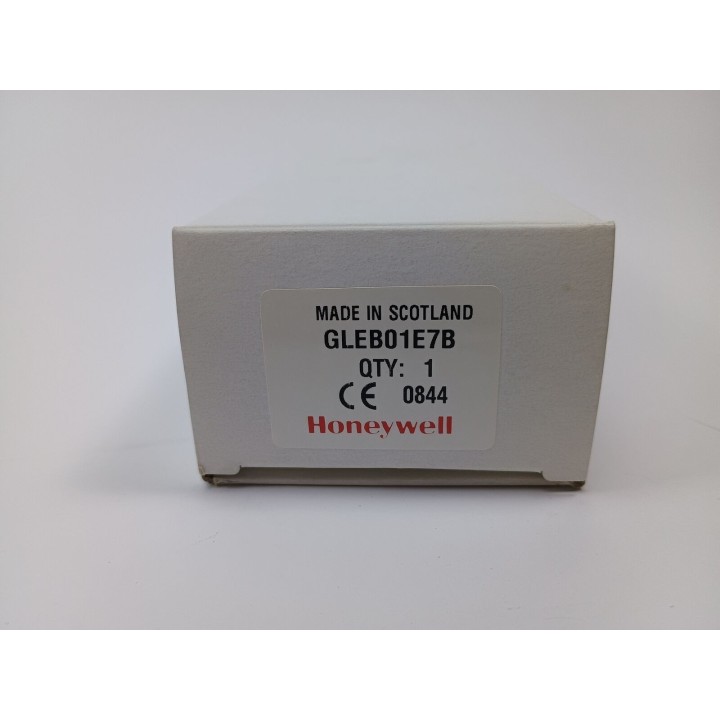 MADE IN SCOTLAND
GLEB01E7B
QTY: 1
CE 0844
Honeywell